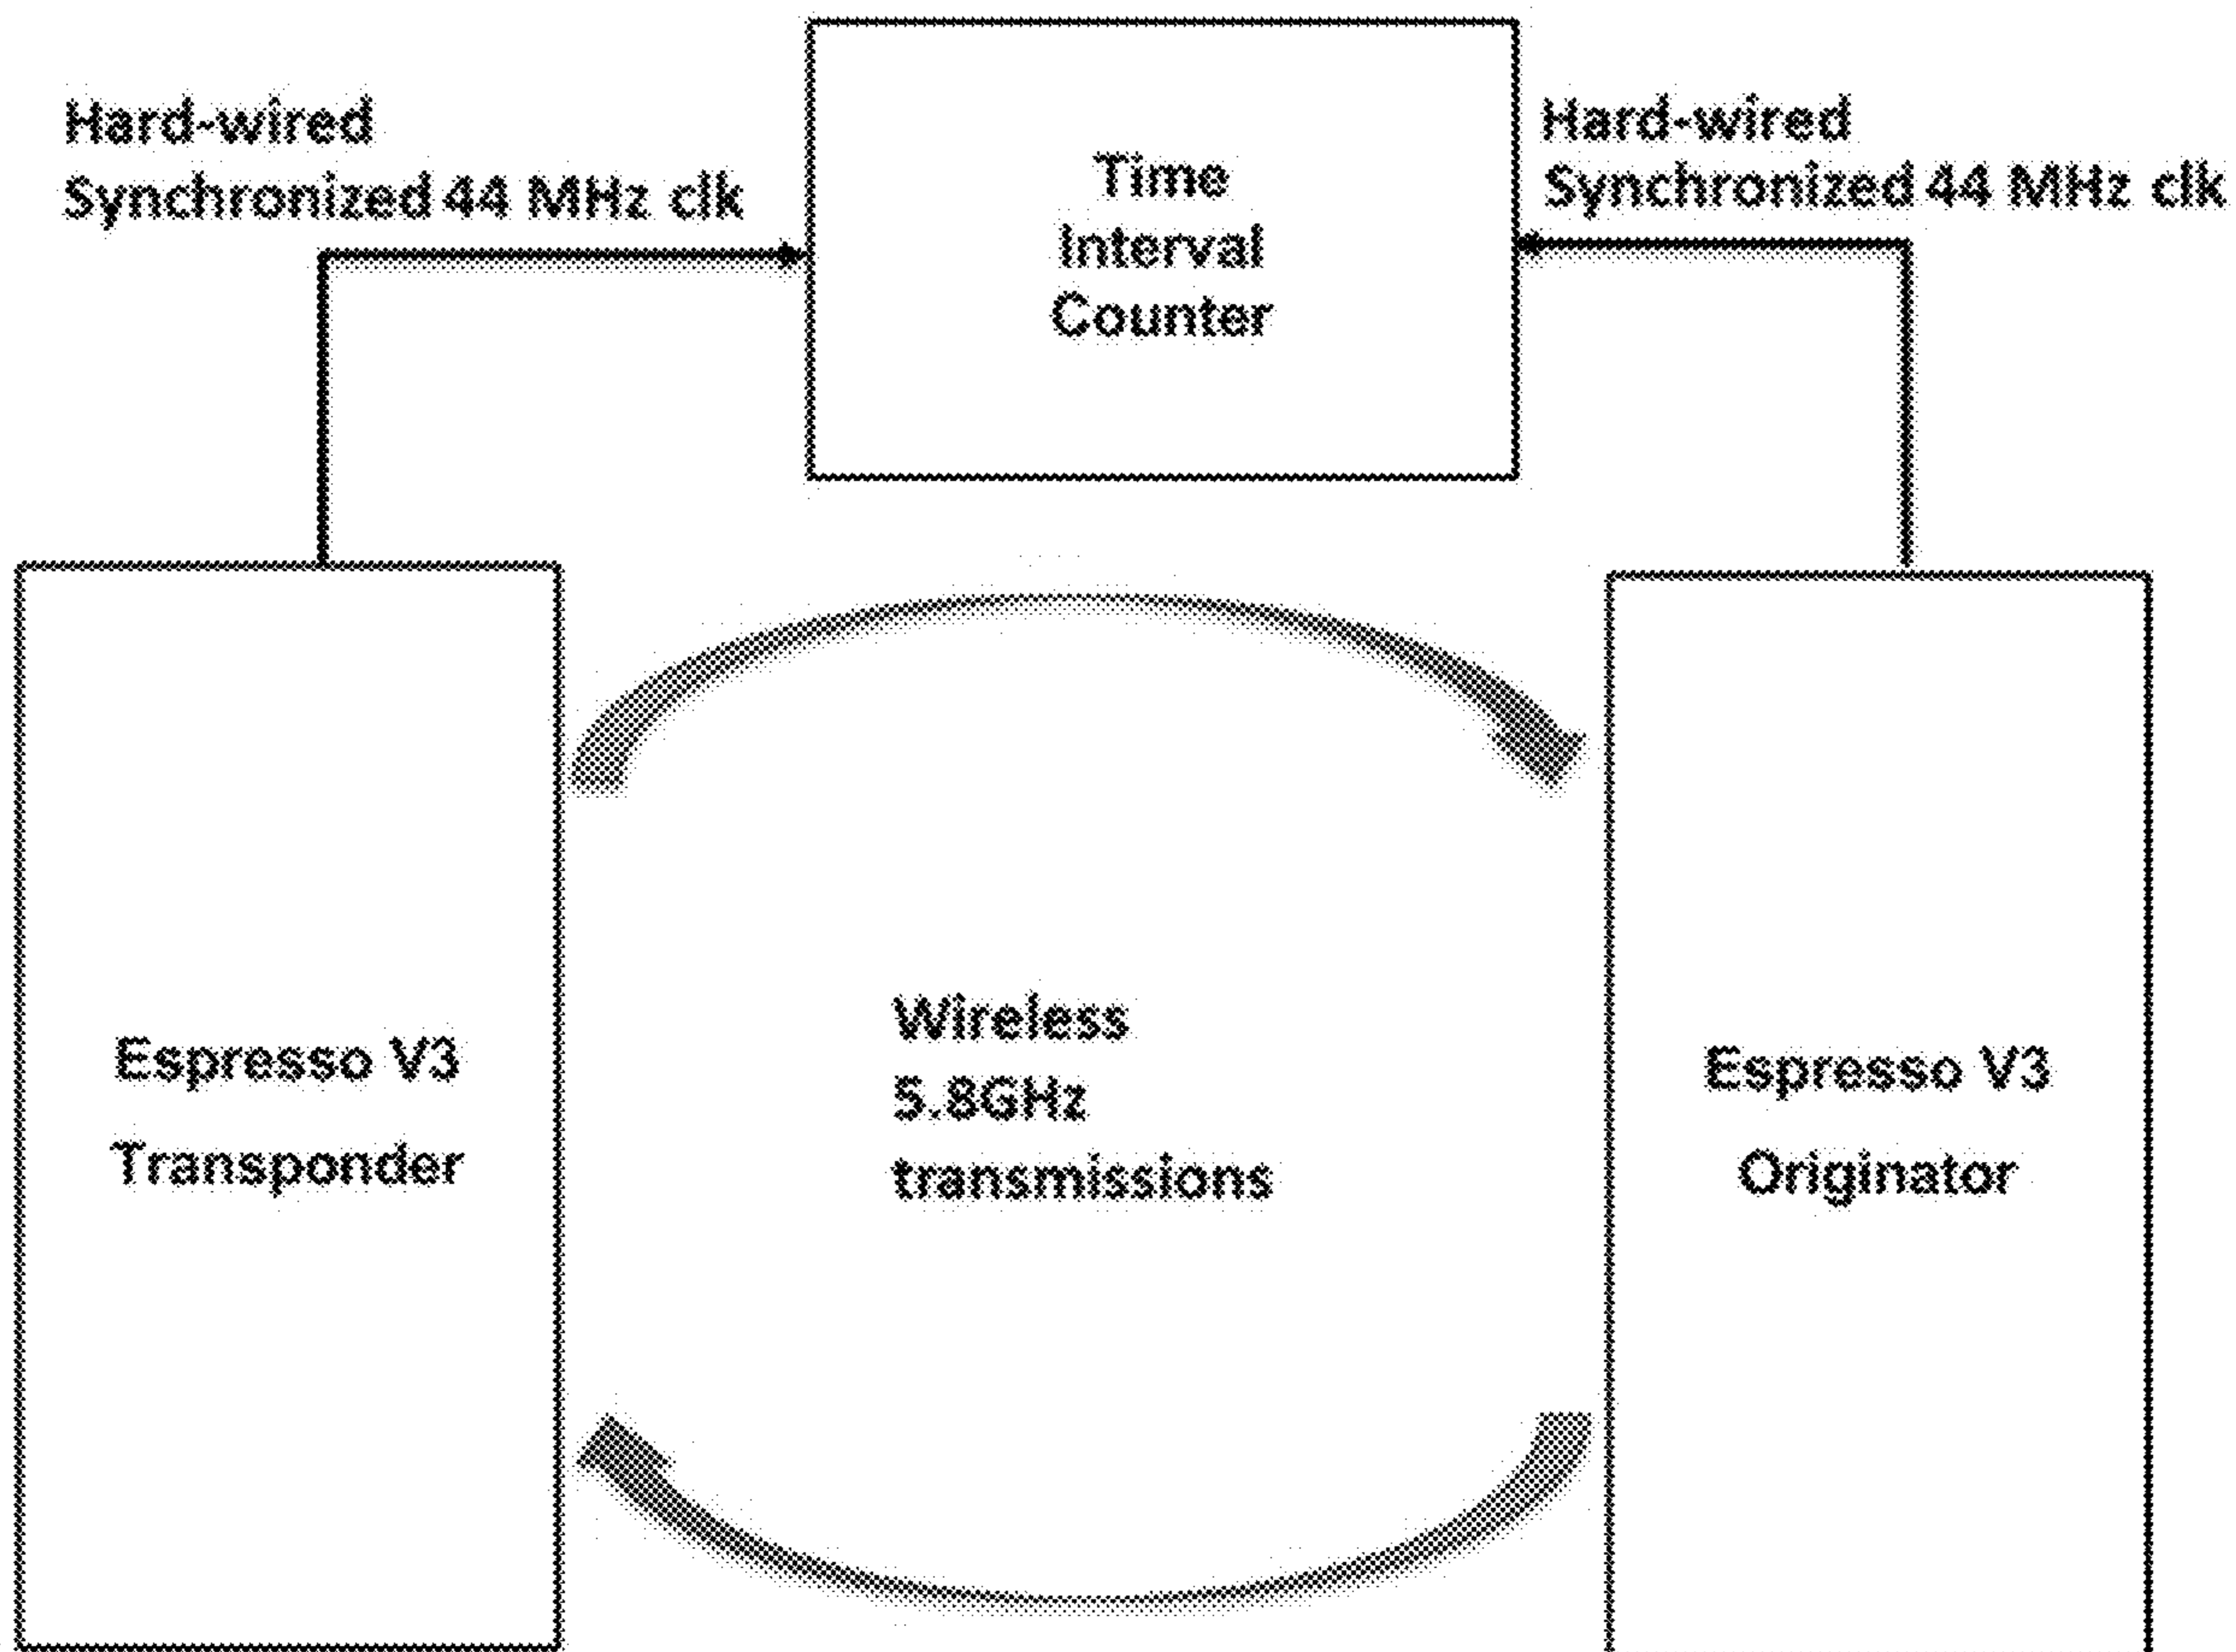 Hard-wired
Synchronized 44 MHz clk
Time
Interval
Counter
Hard-wired
Synchronized 44 MHz clk
Espresso V3
Transponder
Wireless
5.8GHz
transmissions
Espresso V3
Originator